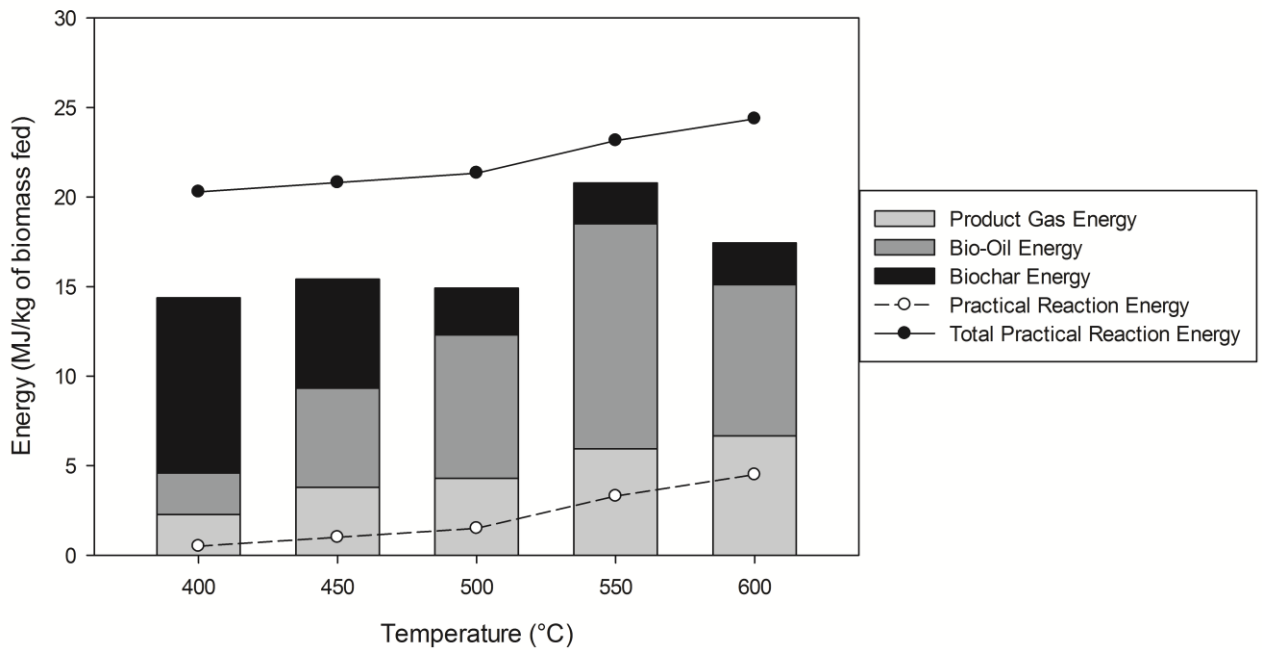 30
25
20
15
10
5
0
Energy (MJ/kg of biomass fed)
400 450 500 550 600
Temperature (°C)
Product Gas Energy
Bio-Oil Energy
Biochar Energy
Practical Reaction Energy
Total Practical Reaction Energy